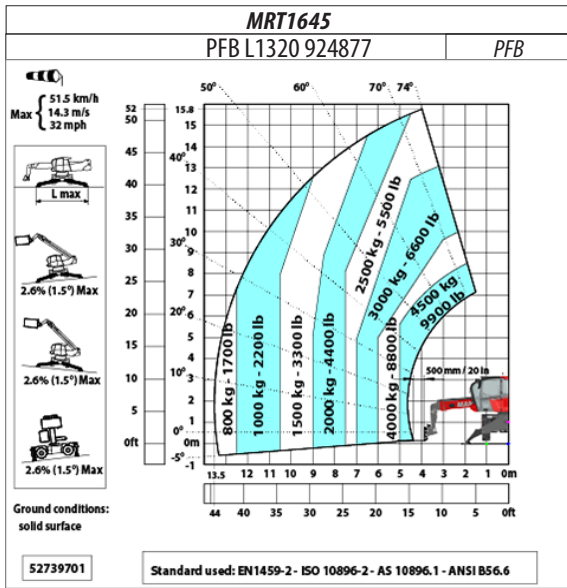 MRT1645
PFB L1320 924877
PFB
Max
51.5 km/h
14.3 m/s
32 mph
L max
2.6% (1.5°) Max
2.6% (1.5°) Max
2.6% (1.5°) Max
Ground conditions:
solid surface
52739701
50° 60° 70° 74°
40°
30°
20°
10°
0°
-5°
52
50
45
40
35
30
25
20
15
10
5
0ft
15.8
15
14
13
12
11
10
9
8
7
6
5
4
3
2
1
0m
-1
800 kg - 1700 lb
1000 kg - 2200 lb
1500 kg - 3300 lb
2000 kg - 4400 lb
2500 kg - 5500 lb
3000 kg - 6600 lb
4000 kg - 8800 lb
4500 kg
9900 lb
500 mm / 20 in
13.5 12 11 10 9 8 7 6 5 4 3 2 1 0m
44 40 35 30 25 20 15 10 5 0ft
Standard used: EN1459-2 - ISO 10896-2 - AS 10896.1 - ANSI B56.6